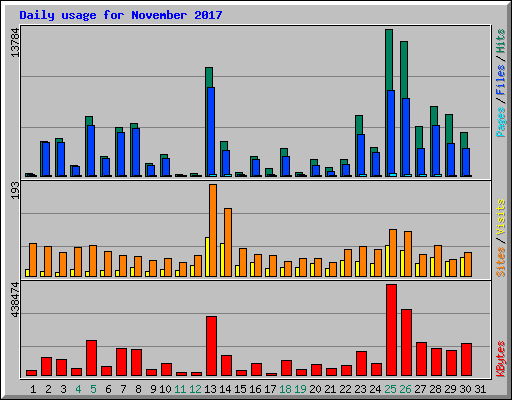 Daily usage for November 2017
13784
Pages / Files / Hits
193
Sites / Visits
438474
KBytes
1 2 3 4 5 6 7 8 9 10 11 12 13 14 15 16 17 18 19 20 21 22 23 24 25 26 27 28 29 30 31